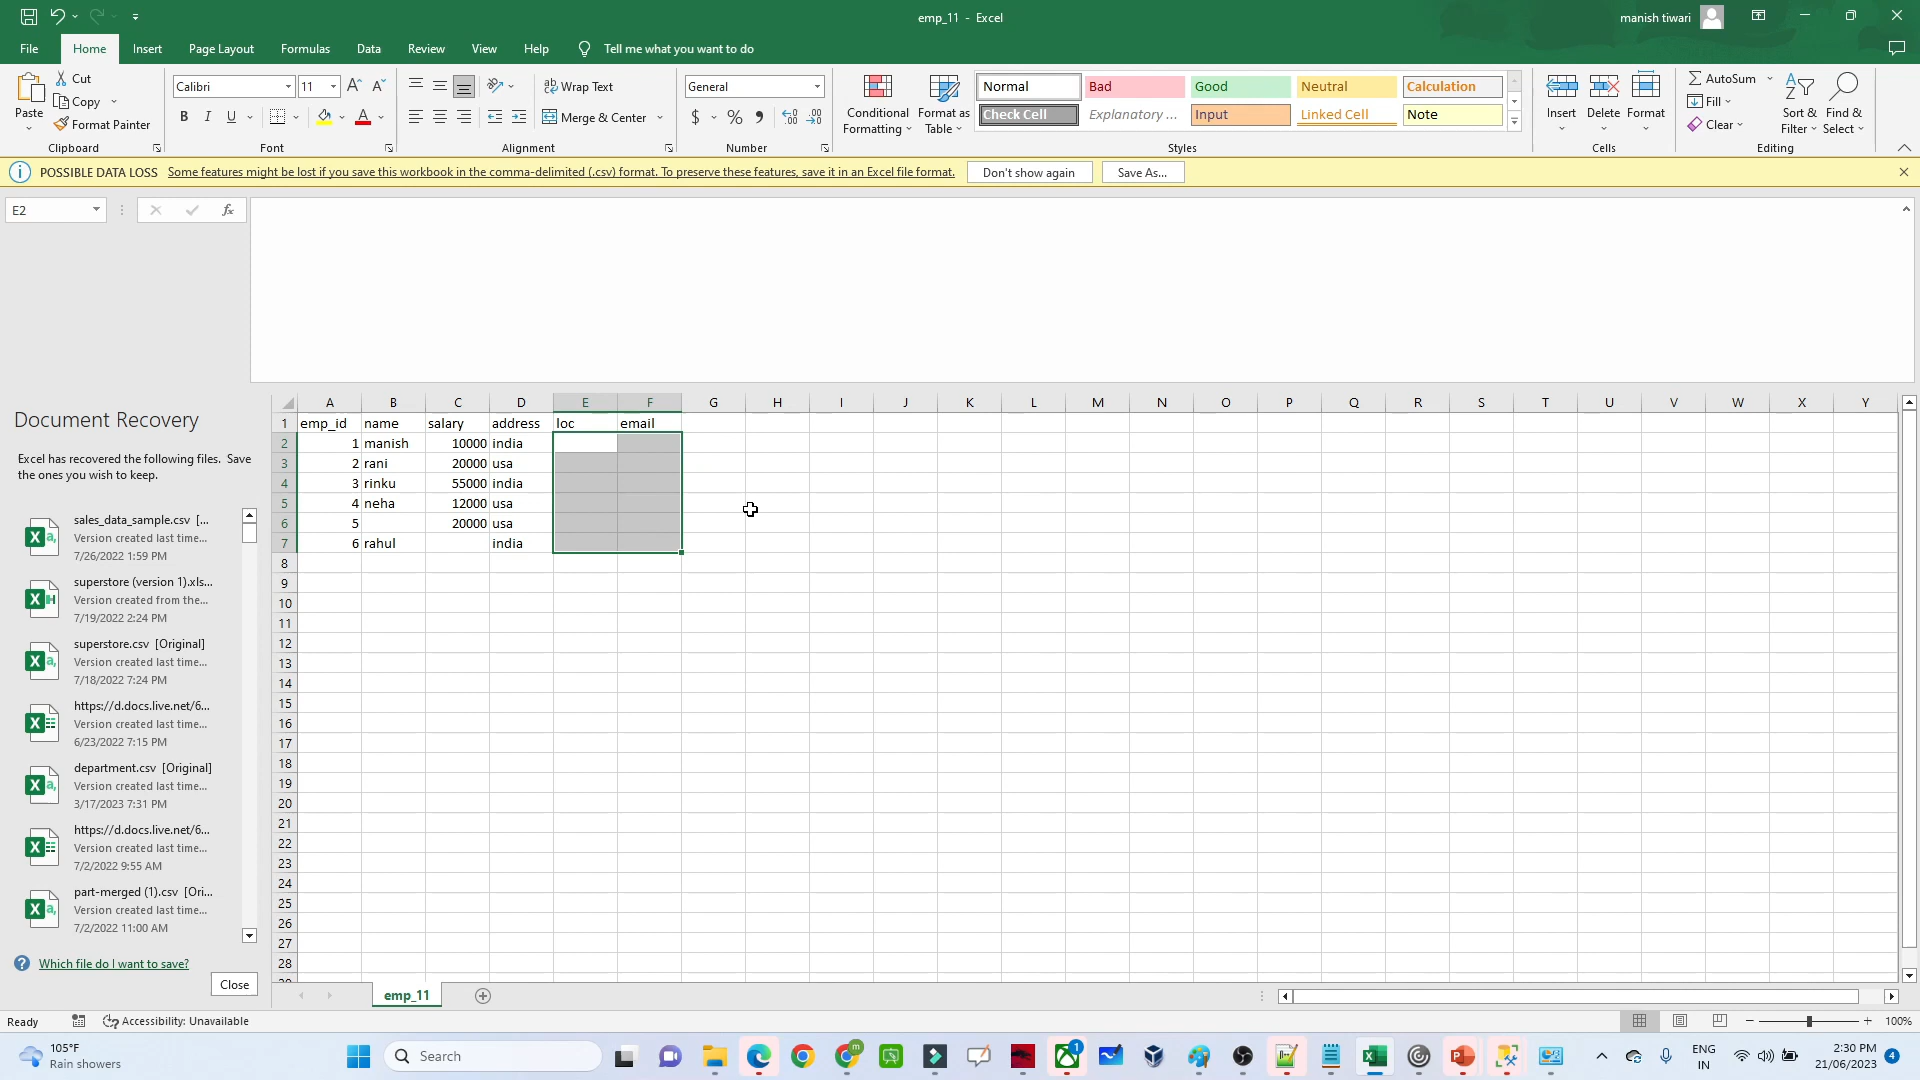 emp_11 - Excel
manish tiwari
File Home Insert Page Layout Formulas Data Review View Help Tell me what you want to do
Paste
Cut
Copy
Format Painter
Clipboard
Calibri 11
B I U
Font
Wrap Text
Merge & Center
Alignment
General
$ % 9
Number
Conditional Formatting
Format as Table
Normal Bad Good Neutral Calculation
Check Cell Explanatory ... Input Linked Cell Note
Styles
Insert Delete Format
Cells
AutoSum
Fill
Clear
Sort & Filter
Find & Select
Editing
POSSIBLE DATA LOSS Some features might be lost if you save this workbook in the comma-delimited (.csv) format. To preserve these features, save it in an Excel file format. Don't show again Save As...
E2 fx
Document Recovery
Excel has recovered the following files. Save
the ones you wish to keep.
sales_data_sample.csv [...
Version created last time...
7/26/2022 1:59 PM
superstore (version 1).xls...
Version created from the...
7/19/2022 2:24 PM
superstore.csv [Original]
Version created last time...
7/18/2022 7:24 PM
https://d.docs.live.net/6...
Version created last time...
6/23/2022 7:15 PM
department.csv [Original]
Version created last time...
3/17/2023 7:31 PM
https://d.docs.live.net/6...
Version created last time...
7/2/2022 9:55 AM
part-merged (1).csv [Ori...
Version created last time...
7/2/2022 11:00 AM
Which file do I want to save?
Close
A B C D E F G H I J K L M N O P Q R S T U V W X Y
1 emp_id name salary address loc email
2 1 manish 10000 india
3 2 rani 20000 usa
4 3 rinku 55000 india
5 4 neha 12000 usa
6 5 20000 usa
7 6 rahul india
8
9
10
11
12
13
14
15
16
17
18
19
20
21
22
23
24
25
26
27
28
emp_11
Ready Accessibility: Unavailable 100%
105°F
Rain showers
Search
ENG
IN
2:30 PM
21/06/2023
4